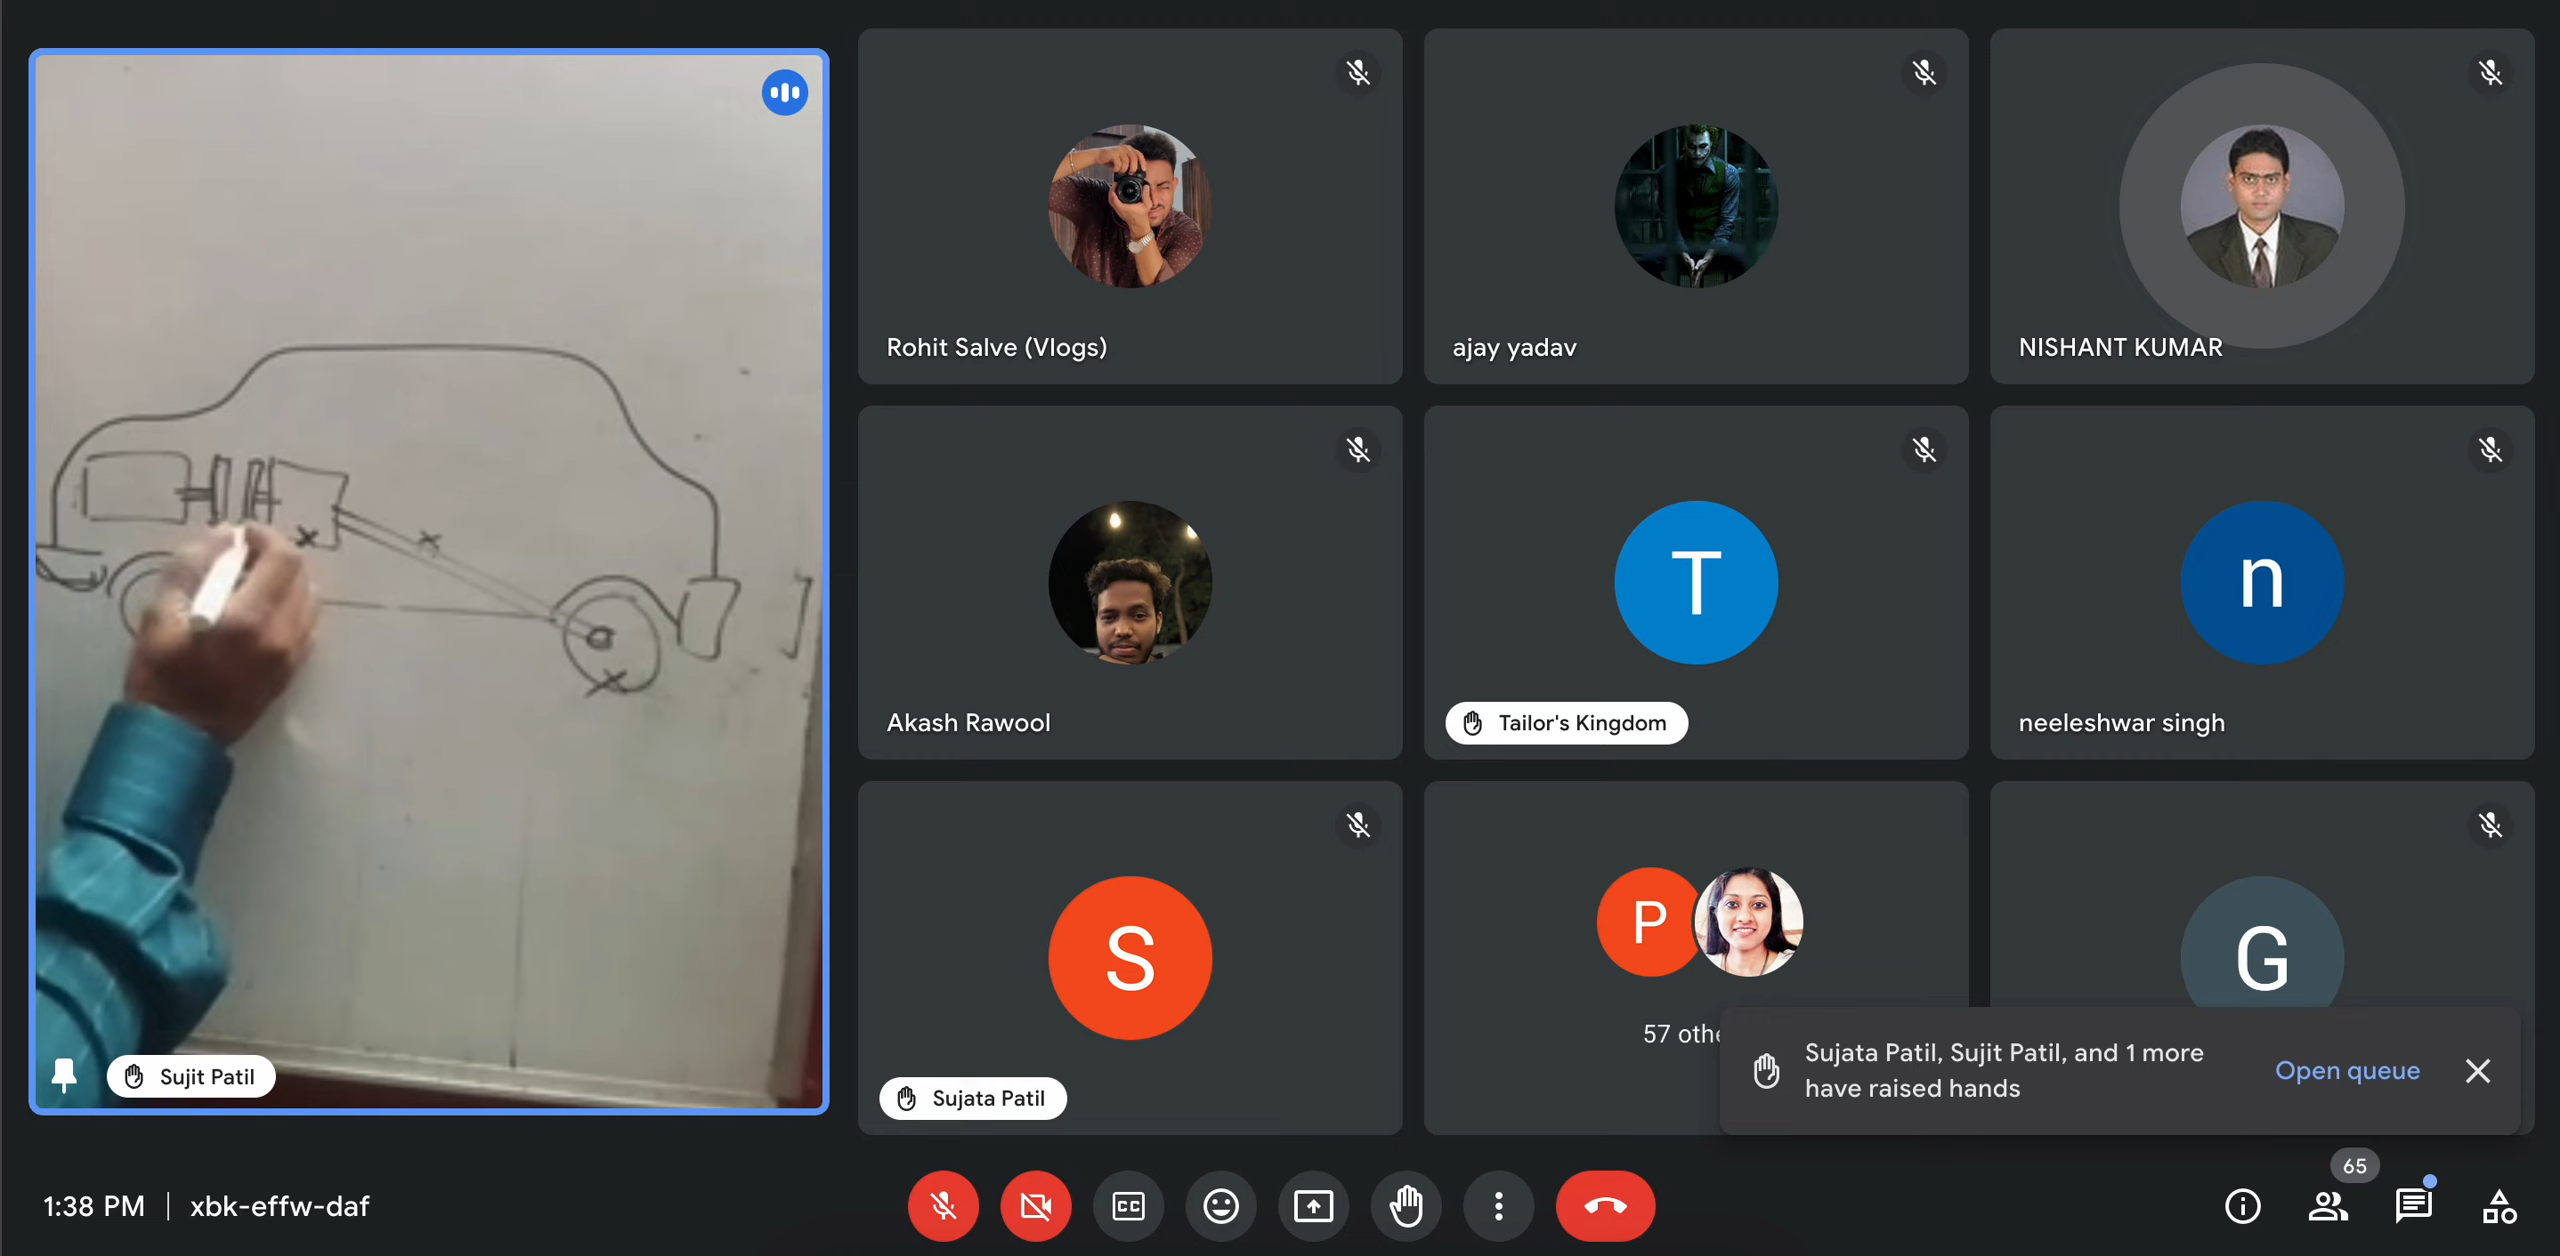 Rohit Salve (Vlogs)
ajay yadav
NISHANT KUMAR
Akash Rawool
T
Tailor's Kingdom
n
neeleshwar singh
S
Sujata Patil
P
57 othe
G
Sujata Patil, Sujit Patil, and 1 more
have raised hands
Open queue
Sujit Patil
1:38 PM | xbk-effw-daf
CC
65